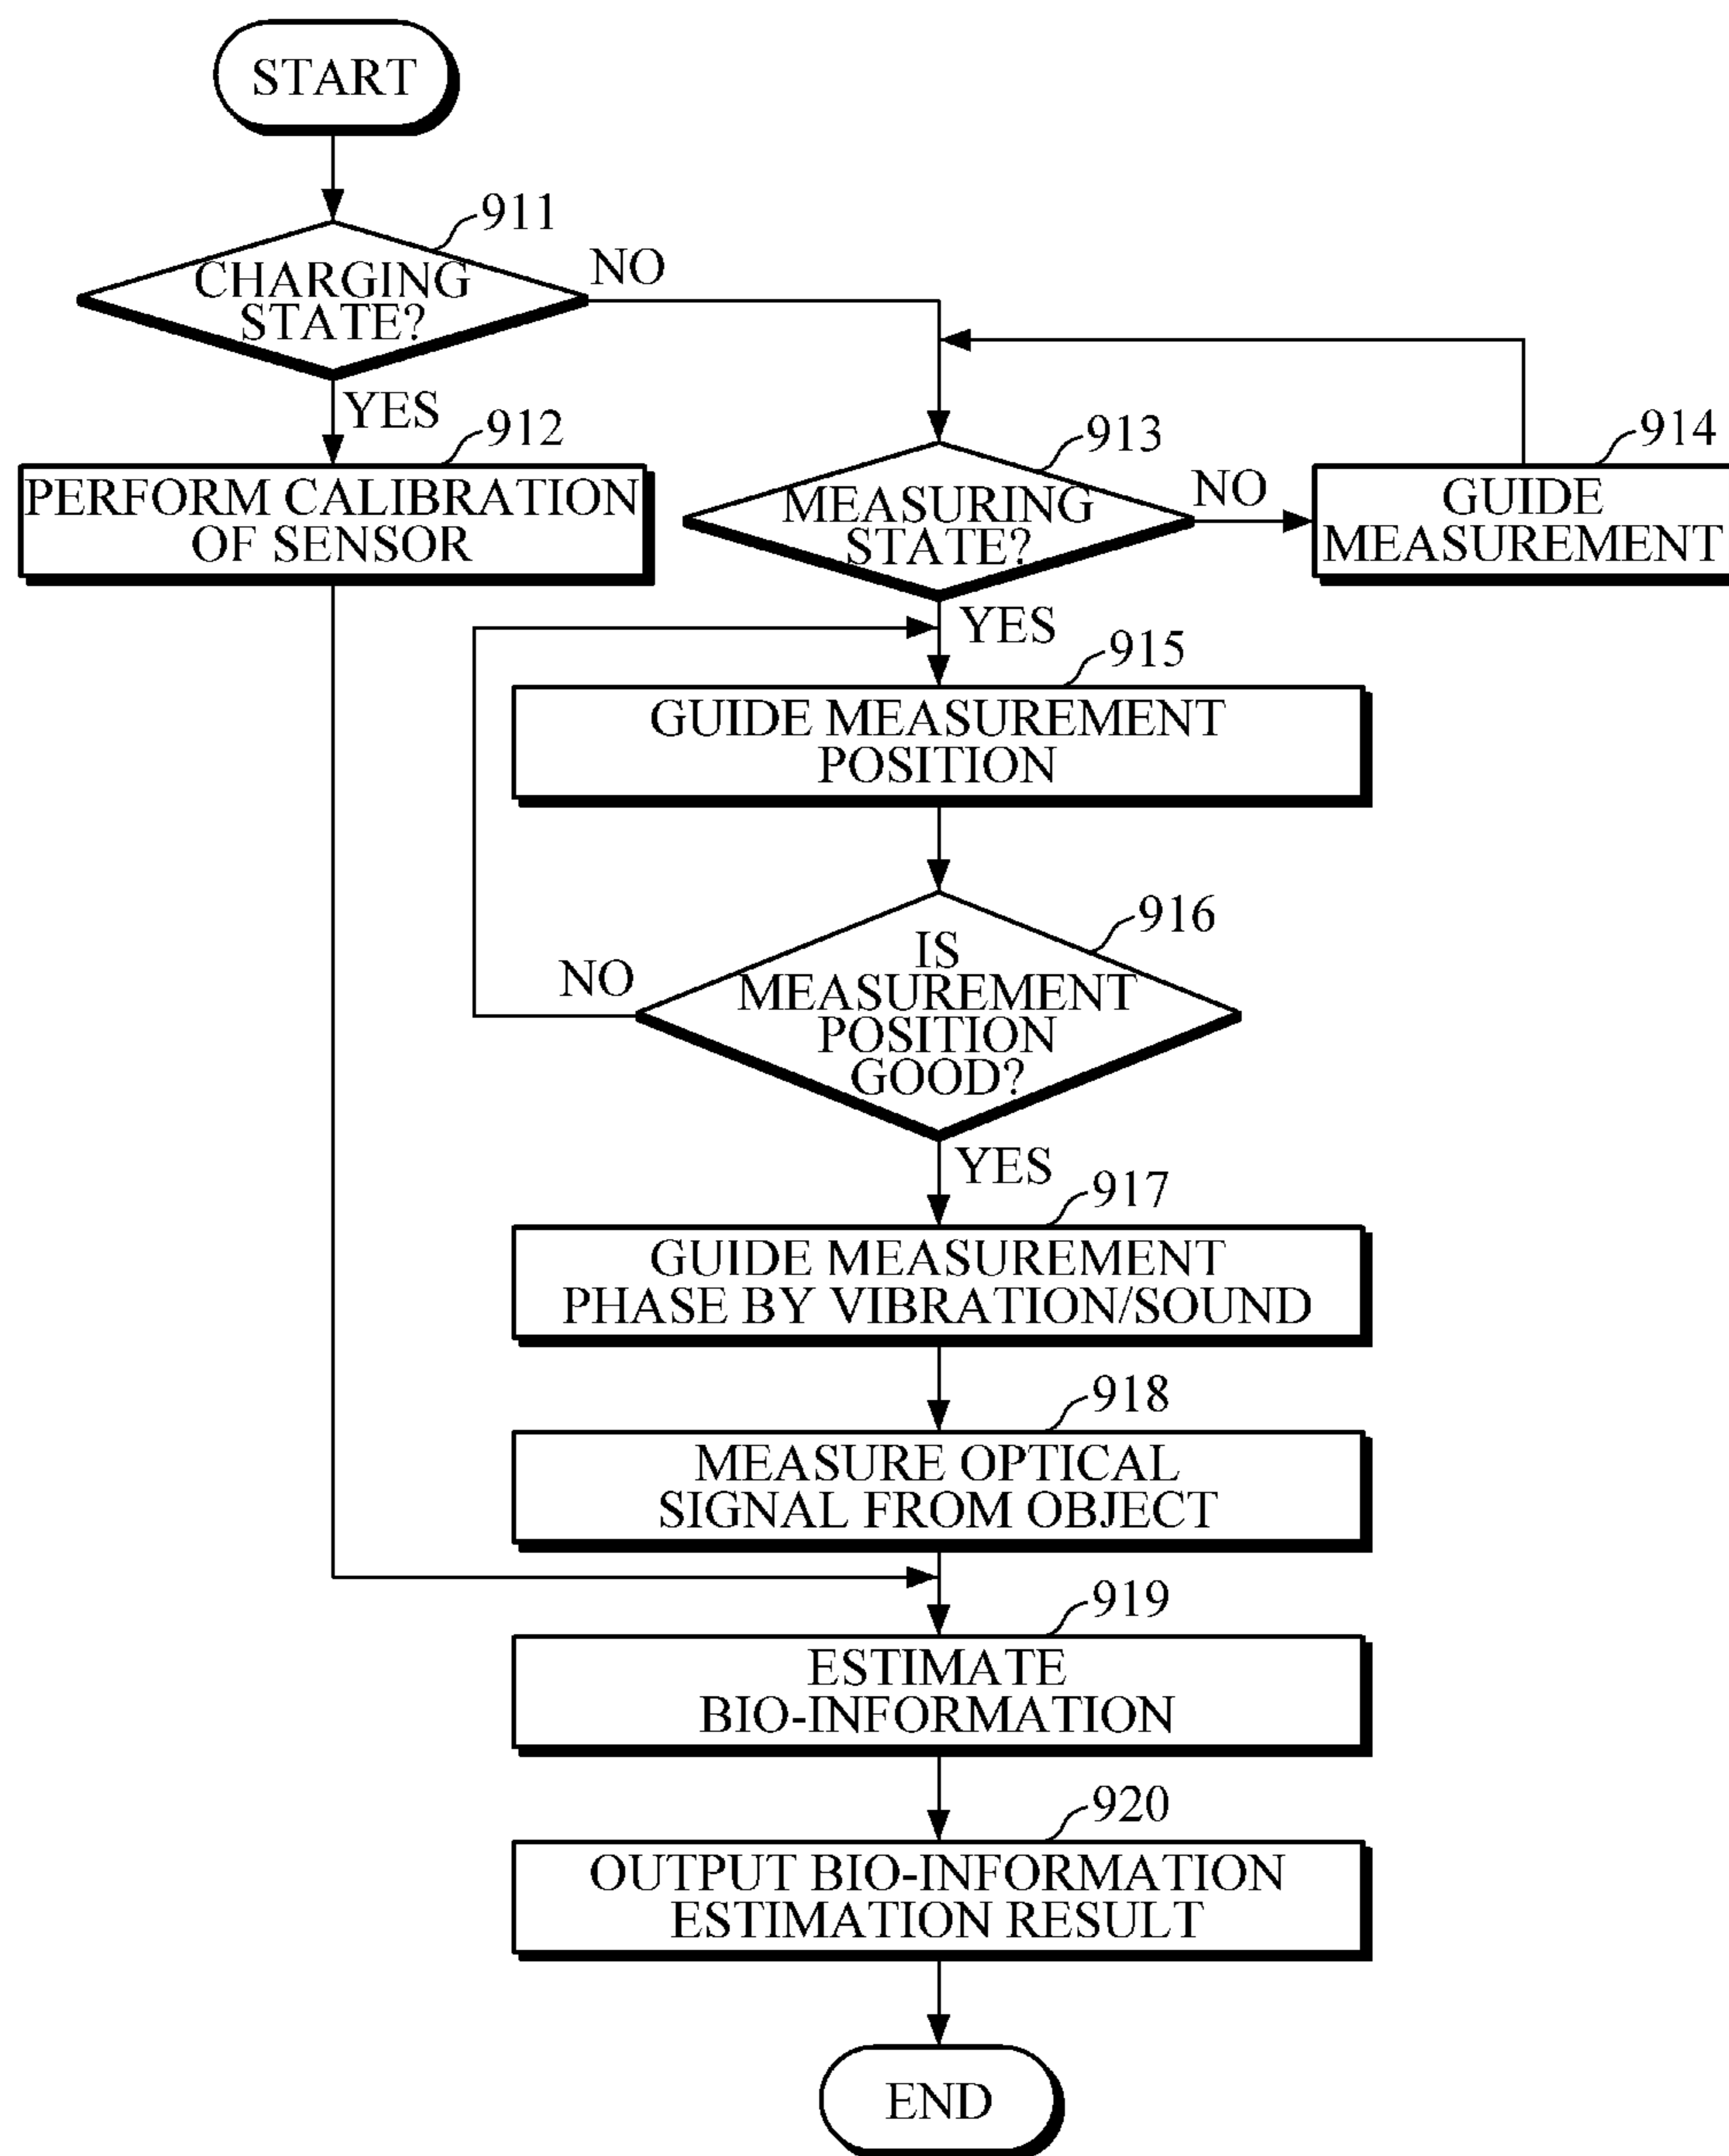 START
911
CHARGING
STATE?
NO
YES
912
PERFORM CALIBRATION
OF SENSOR
913
MEASURING
STATE?
NO
914
GUIDE
MEASUREMENT
YES
915
GUIDE MEASUREMENT
POSITION
916
IS
MEASUREMENT
POSITION
GOOD?
NO
YES
917
GUIDE MEASUREMENT
PHASE BY VIBRATION/SOUND
918
MEASURE OPTICAL
SIGNAL FROM OBJECT
919
ESTIMATE
BIO-INFORMATION
920
OUTPUT BIO-INFORMATION
ESTIMATION RESULT
END